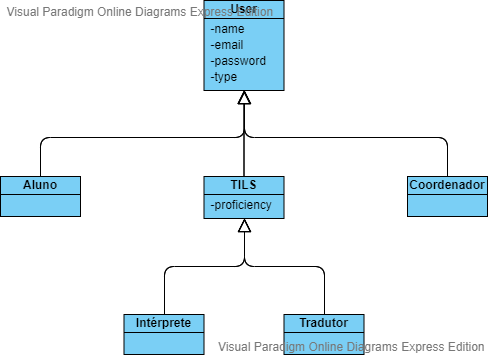 Visual Paradigm Online Diagrams Express Edition
User
-name
-email
-password
-type
Aluno
TILS
-proficiency
Coordenador
Intérprete
Tradutor
Visual Paradigm Online Diagrams Express Edition